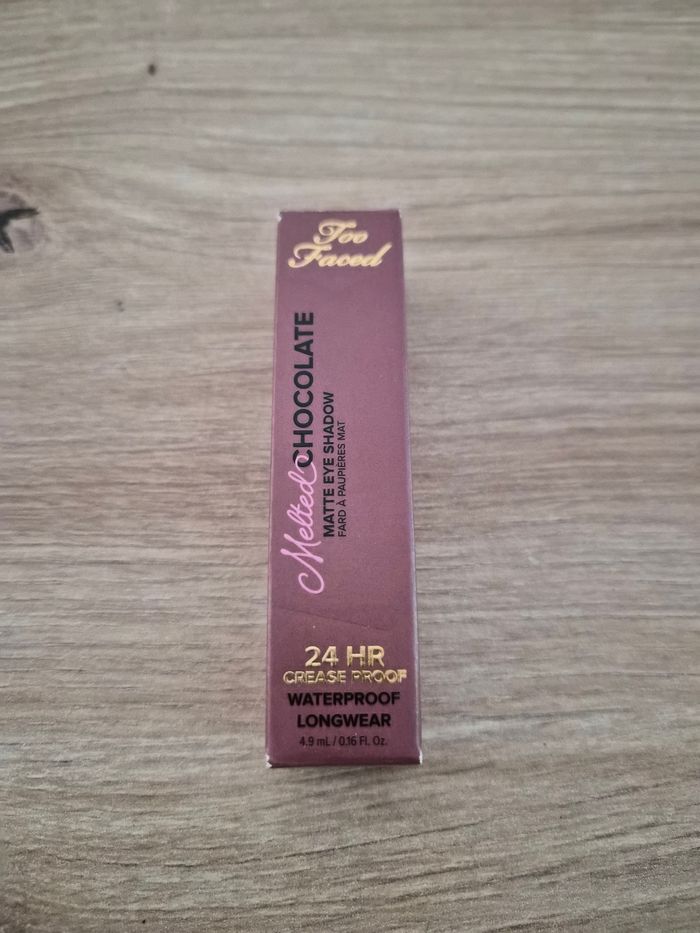 Too
Faced
Melted CHOCOLATE
MATTE EYE SHADOW
FARD À PAUPIÈRES MAT
24 HR
CREASE PROOF
WATERPROOF
LONGWEAR
4.9 mL / 0.16 Fl. Oz.